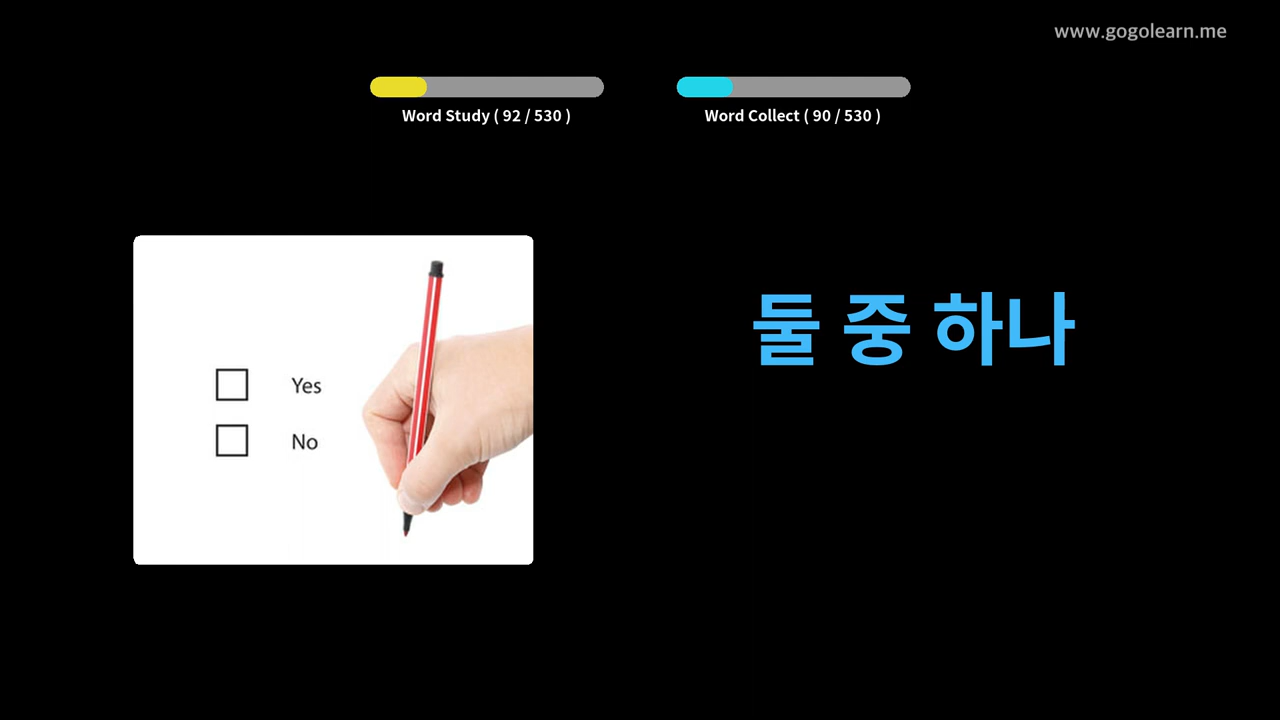 www.gogolearn.me
Word Study ( 92 / 530 )
Word Collect ( 90 / 530 )
둘 중 하나
Yes
No